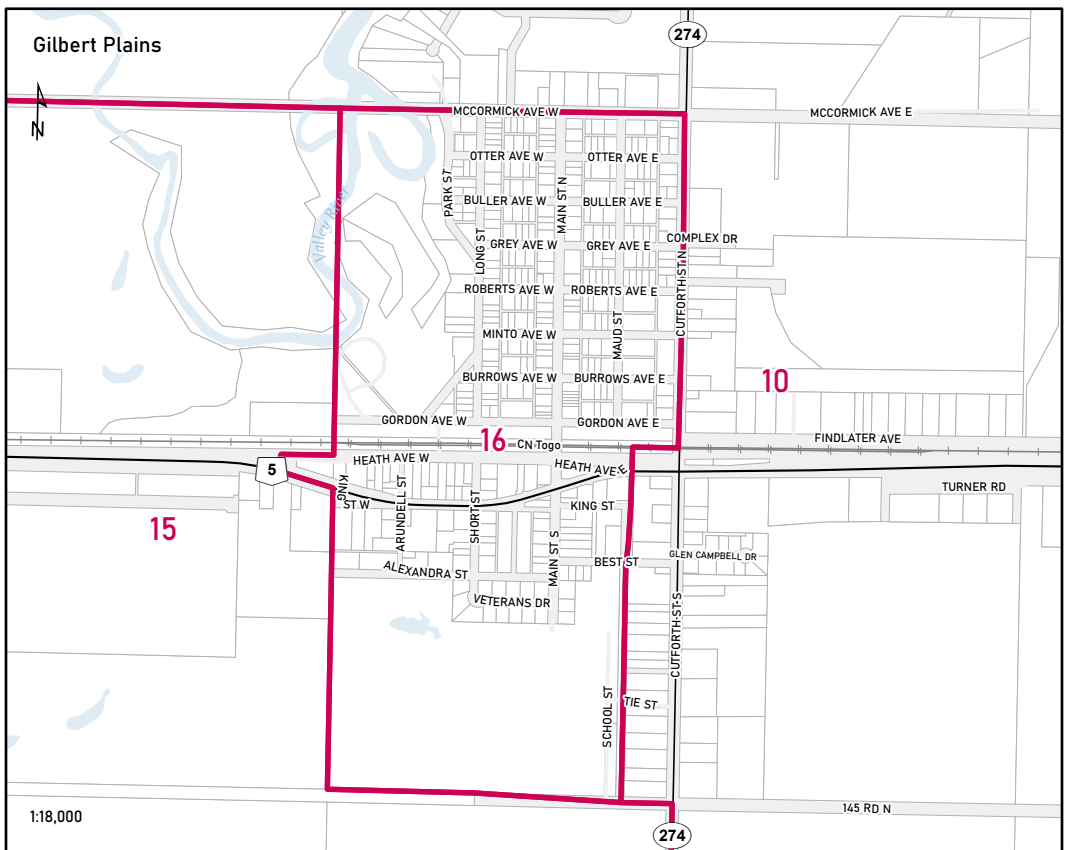 Gilbert Plains
274
N
MCCORMICK AVE W
MCCORMICK AVE E
OTTER AVE W
OTTER AVE E
PARK ST
MAIN ST N
BULLER AVE W
BULLER AVE E
Valley River
LONG ST
GREY AVE W
GREY AVE E
COMPLEX DR
CUTFORTH ST N
ROBERTS AVE W
ROBERTS AVE E
MINTO AVE W
MAUD ST
BURROWS AVE W
BURROWS AVE E
10
GORDON AVE W
GORDON AVE E
16
CN Togo
FINDLATER AVE
HEATH AVE W
HEATH AVE E
5
TURNER RD
KING ST W
ARUNDELL ST
SHORT ST
KING ST
15
MAIN ST S
BEST ST
GLEN CAMPBELL DR
ALEXANDRA ST
VETERANS DR
CUTFORTH ST S
SCHOOL ST
TIE ST
145 RD N
1:18,000
274